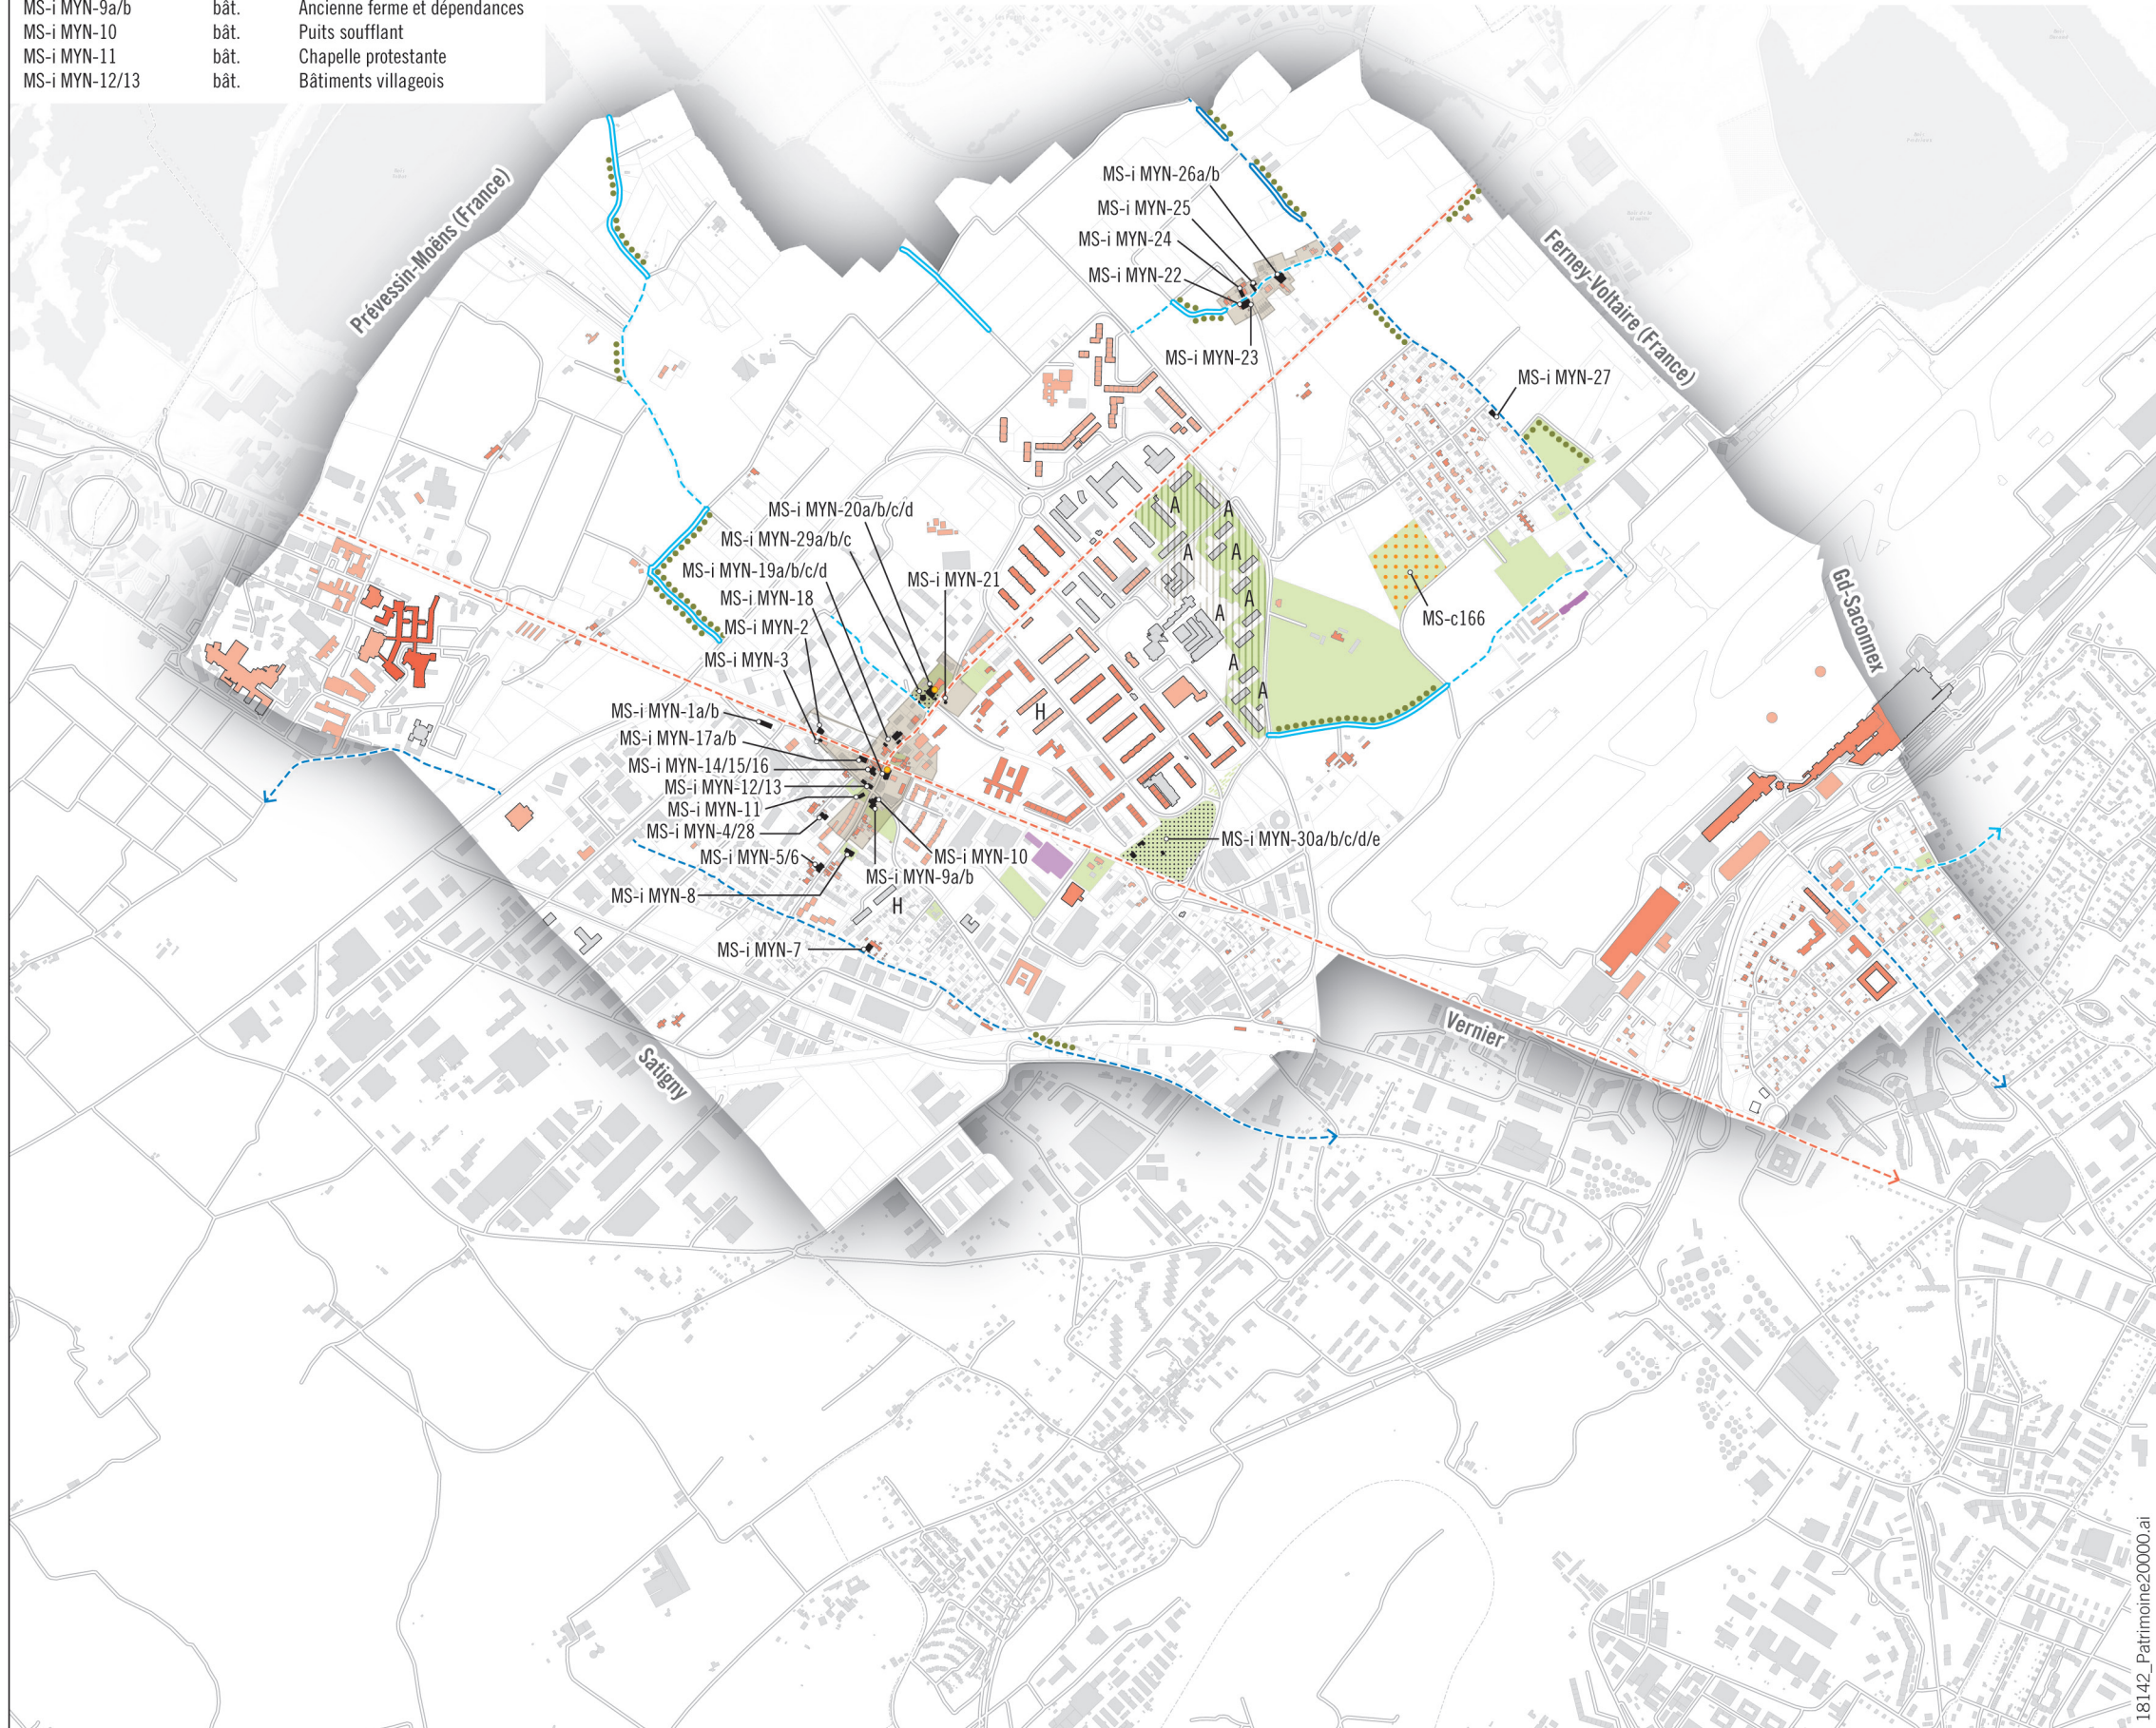 MS-i MYN-9a/b bât. Ancienne ferme et dépendances
MS-i MYN-10 bât. Puits soufflant
MS-i MYN-11 bât. Chapelle protestante
MS-i MYN-12/13 bât. Bâtiments villageois
Prévessin-Moëns (France)
MS-i MYN-26a/b
MS-i MYN-25
MS-i MYN-24
MS-i MYN-22
MS-i MYN-23
Ferney-Voltaire (France)
MS-i MYN-27
MS-i MYN-20a/b/c/d
MS-i MYN-29a/b/c
MS-i MYN-19a/b/c/d
MS-i MYN-21
MS-i MYN-18
MS-i MYN-2
MS-i MYN-3
A
A
A
A
A
A
A
A
MS-c166
Gd-Saconnex
MS-i MYN-1a/b
H
MS-i MYN-17a/b
MS-i MYN-14/15/16
MS-i MYN-12/13
MS-i MYN-11
MS-i MYN-4/28
MS-i MYN-30a/b/c/d/e
MS-i MYN-5/6
MS-i MYN-10
MS-i MYN-9a/b
MS-i MYN-8
H
MS-i MYN-7
Vernier
Satigny
18142_Patrimoine20000.ai